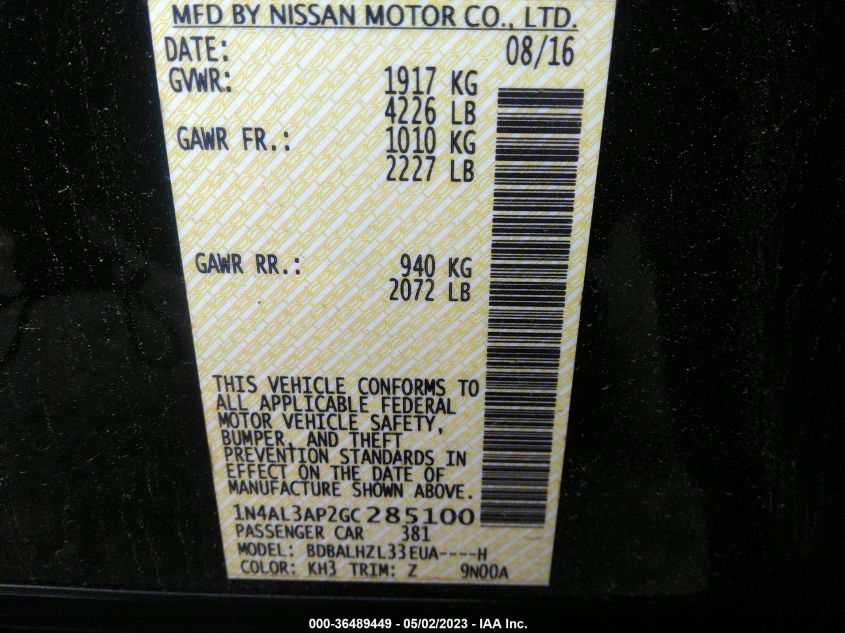 MFD BY NISSAN MOTOR CO., LTD.
DATE: 08/16
GVWR: 1917 KG
4226 LB
GAWR FR.: 1010 KG
2227 LB
GAWR RR.: 940 KG
2072 LB
THIS VEHICLE CONFORMS TO
ALL APPLICABLE FEDERAL
MOTOR VEHICLE SAFETY,
BUMPER, AND THEFT
PREVENTION STANDARDS IN
EFFECT ON THE DATE OF
MANUFACTURE SHOWN ABOVE.
1N4AL3AP2GC285100
PASSENGER CAR 381
MODEL: BDBALHZL33EUA----H
COLOR: KH3 TRIM: Z 9N00A
000-36489449 - 05/02/2023 - IAA Inc.